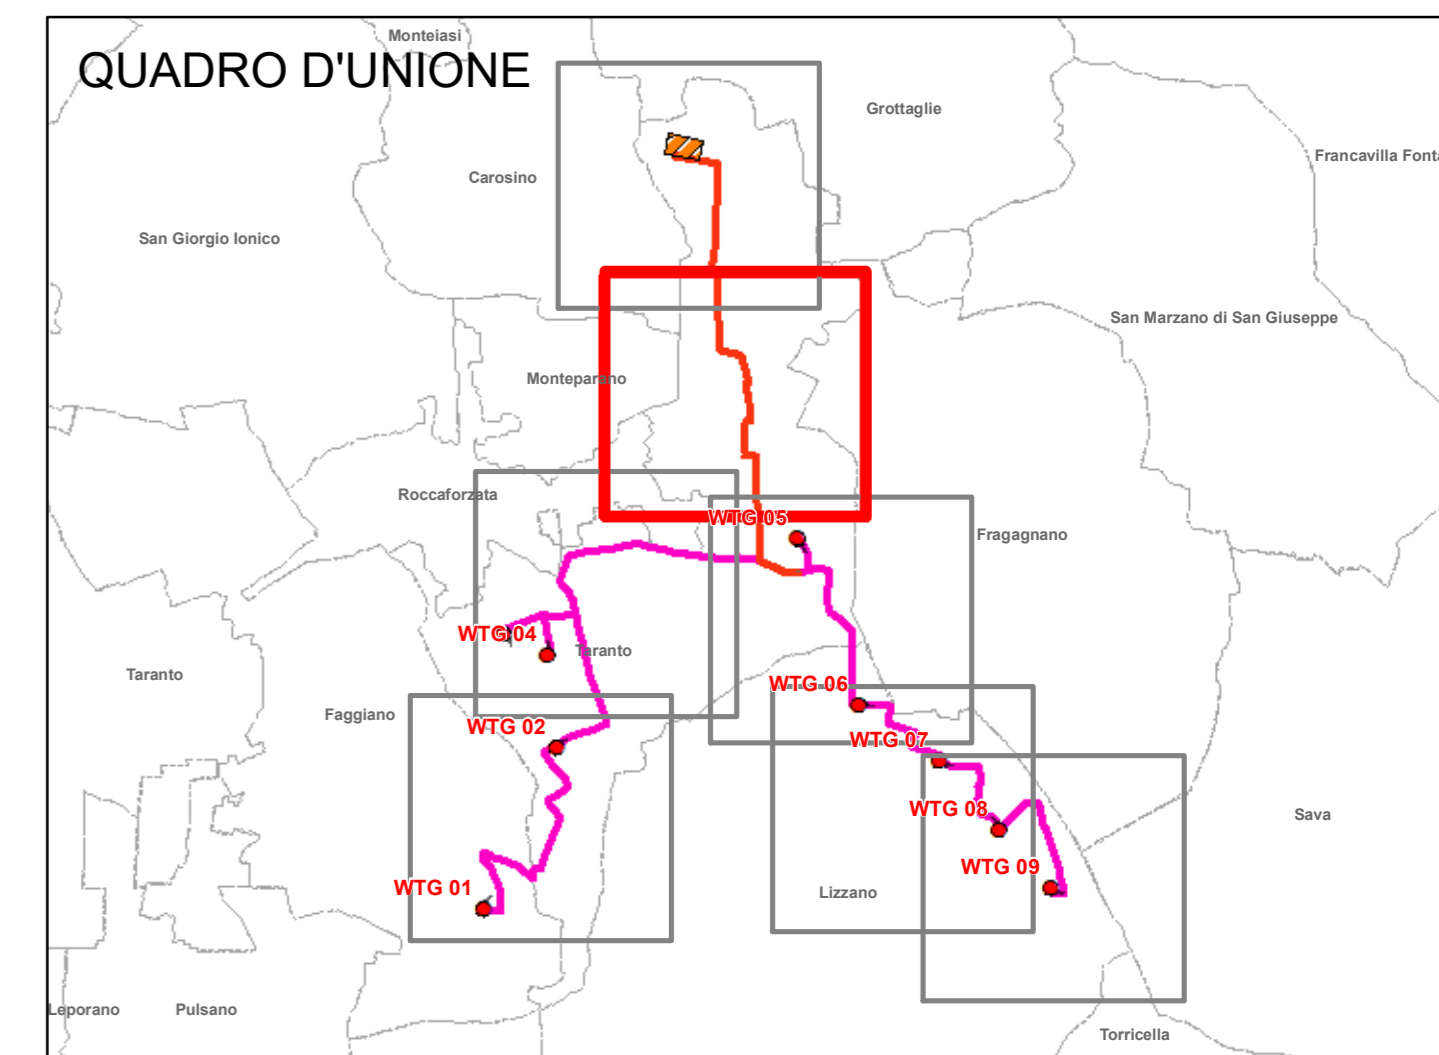 Monteiasi
QUADRO D'UNIONE
Grottaglie
Francavilla Fonta
Carosino
San Giorgio Ionico
San Marzano di San Giuseppe
Monteparano
Roccaforzata
WTG 05
Fragagnano
WTG 04
Taranto
Taranto
WTG 06
Faggiano
WTG 02
WTG 07
WTG 08
Sava
WTG 09
WTG 01
Lizzano
Leporano
Pulsano
Torricella